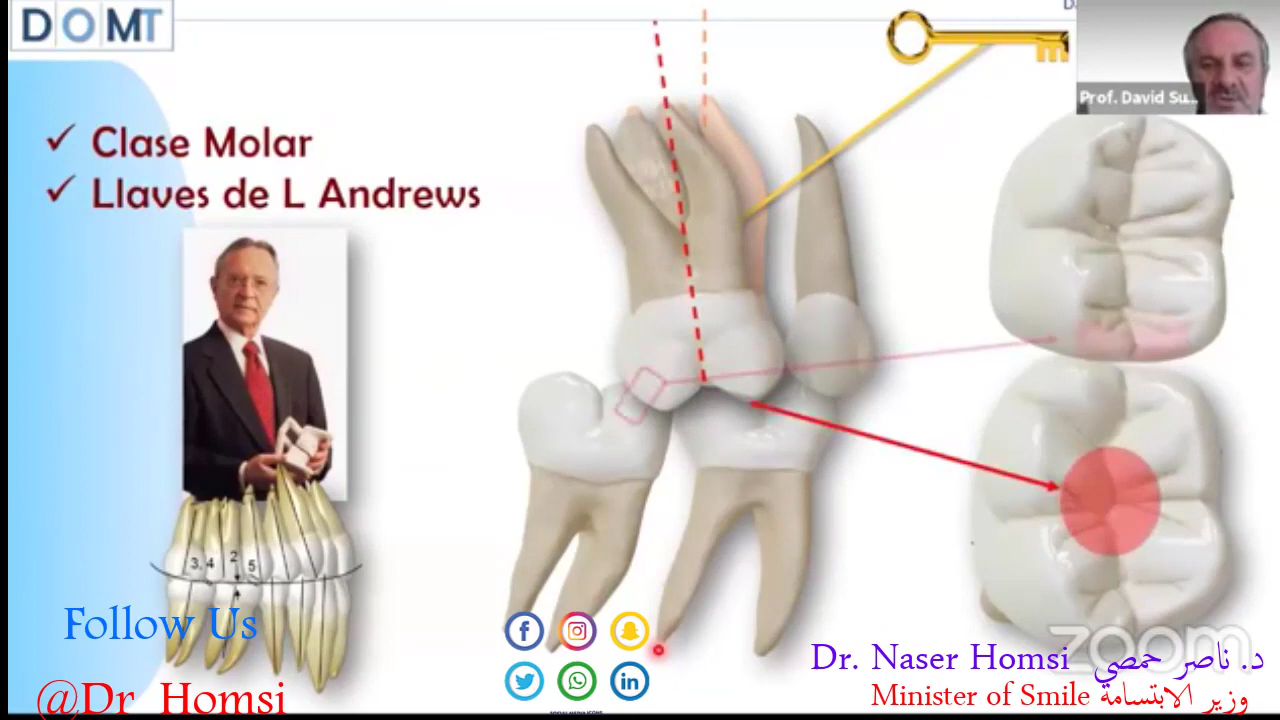 DOMT
Prof. David Su...
✓ Clase Molar
✓ Llaves de L Andrews
3, 4 2 5
Follow Us
@Dr_Homsi
zoom
Dr. Naser Homsi د. ناصر حمصي
Minister of Smile وزير الابتسامة